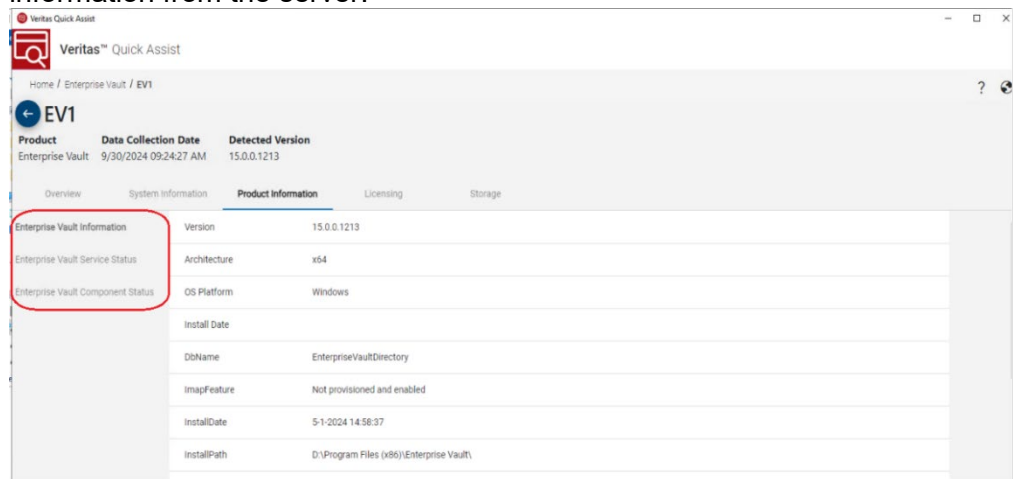 information from the server.
Veritas Quick Assist
Veritas™ Quick Assist
Home / Enterprise Vault / EV1
?
EV1
Product Data Collection Date Detected Version
Enterprise Vault 9/30/2024 09:24:27 AM 15.0.0.1213
Overview System Information Product Information Licensing Storage
Enterprise Vault Information Version 15.0.0.1213
Enterprise Vault Service Status Architecture x64
Enterprise Vault Component Status OS Platform Windows
Install Date
DbName EnterpriseVaultDirectory
ImapFeature Not provisioned and enabled
InstallDate 5-1-2024 14:58:37
InstallPath D:\Program Files (x86)\Enterprise Vault\